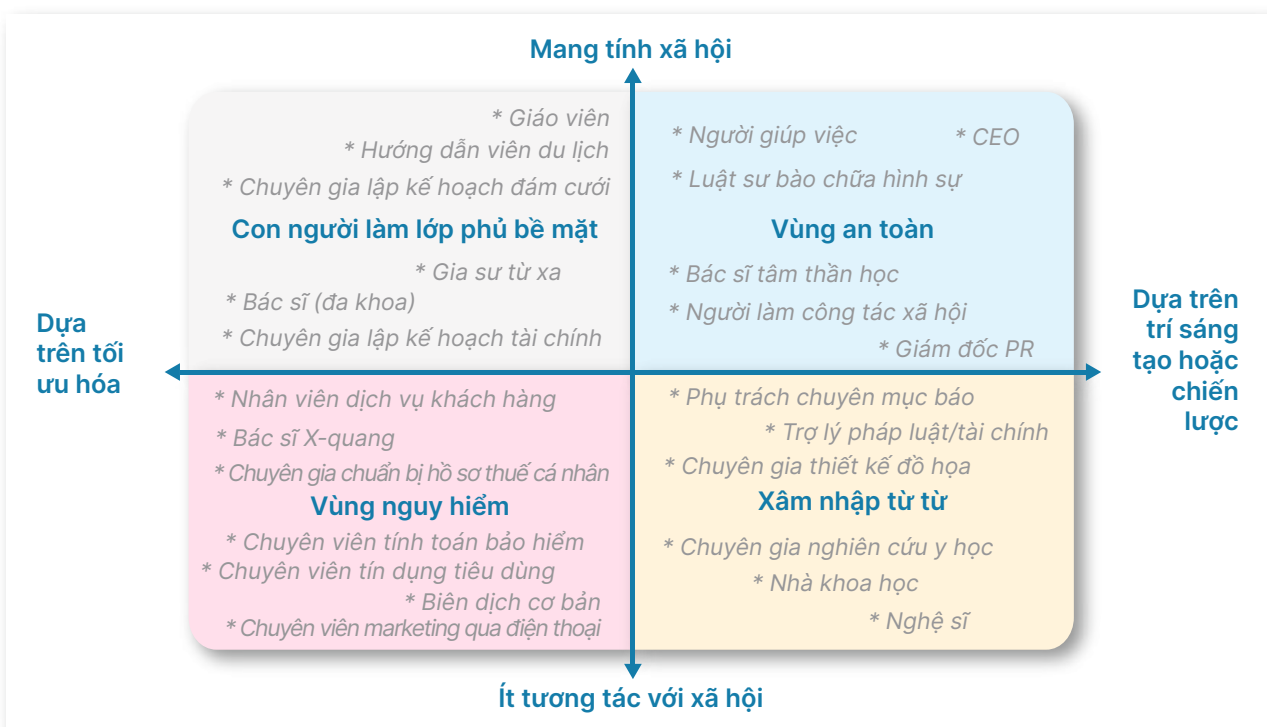 Mang tính xã hội
* Giáo viên
* Hướng dẫn viên du lịch
* Chuyên gia lập kế hoạch đám cưới
Con người làm lớp phủ bề mặt
* Gia sư từ xa
* Bác sĩ (đa khoa)
* Chuyên gia lập kế hoạch tài chính
* Người giúp việc
* CEO
* Luật sư bào chữa hình sự
Vùng an toàn
* Bác sĩ tâm thần học
* Người làm công tác xã hội
* Giám đốc PR
Dựa
trên tối
ưu hóa
Dựa trên
trí sáng
tạo hoặc
chiến
lược
* Nhân viên dịch vụ khách hàng
* Bác sĩ X-quang
* Chuyên gia chuẩn bị hồ sơ thuế cá nhân
Vùng nguy hiểm
* Chuyên viên tính toán bảo hiểm
* Chuyên viên tín dụng tiêu dùng
* Biên dịch cơ bản
* Chuyên viên marketing qua điện thoại
* Phụ trách chuyên mục báo
* Trợ lý pháp luật/tài chính
* Chuyên gia thiết kế đồ họa
Xâm nhập từ từ
* Chuyên gia nghiên cứu y học
* Nhà khoa học
* Nghệ sĩ
Ít tương tác với xã hội